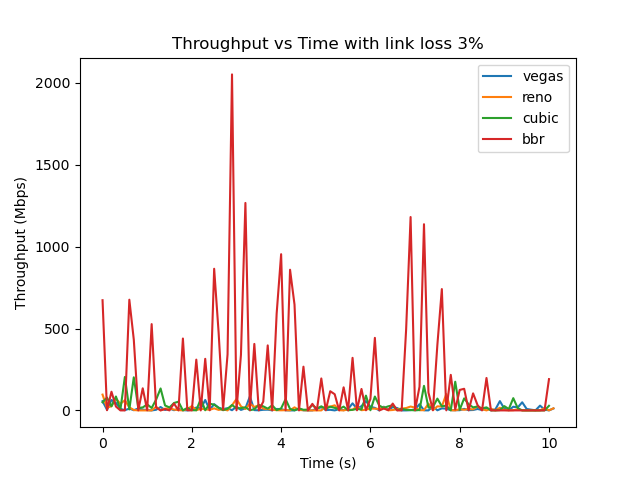 Throughput vs Time with link loss 3%
vegas
reno
cubic
bbr
2000
1500
1000
500
0
Throughput (Mbps)
0 2 4 6 8 10
Time (s)